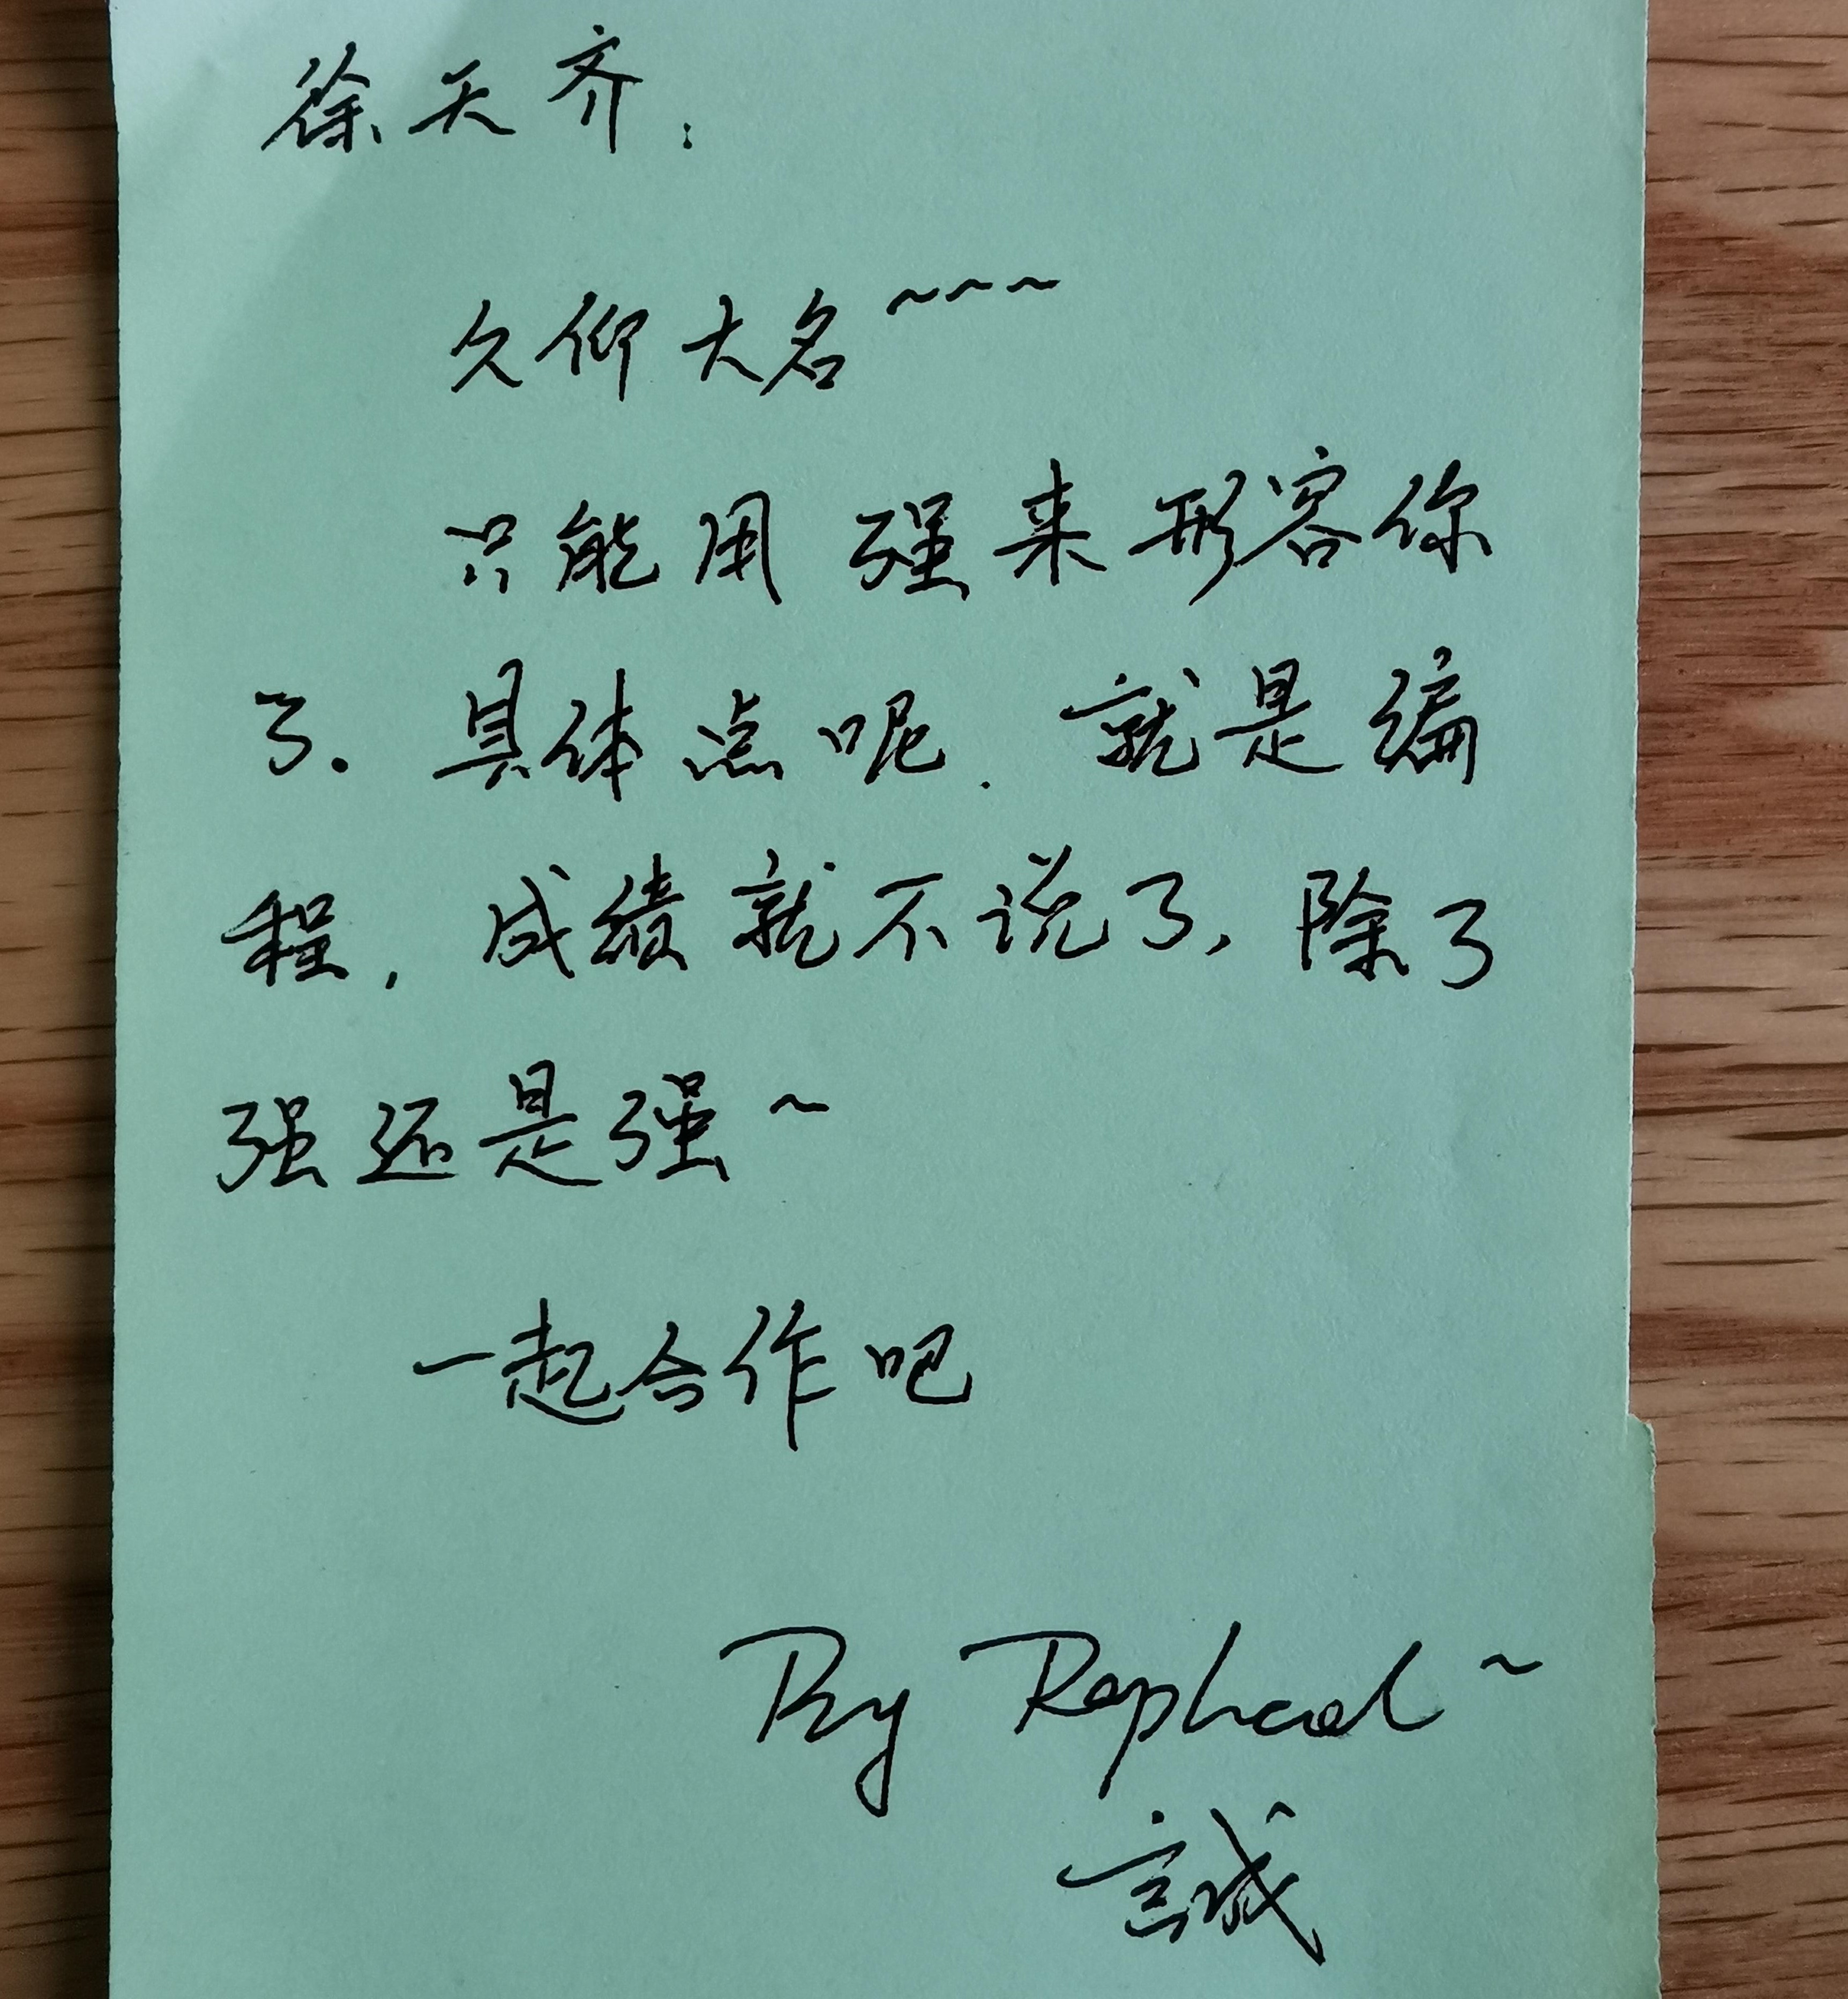 徐天齐：
久仰大名~~~
只能用强来形容你
了。具体点呢，就是编
程，成绩就不说了，除了
强还是强~
一起合作吧
By Raphael~
誠